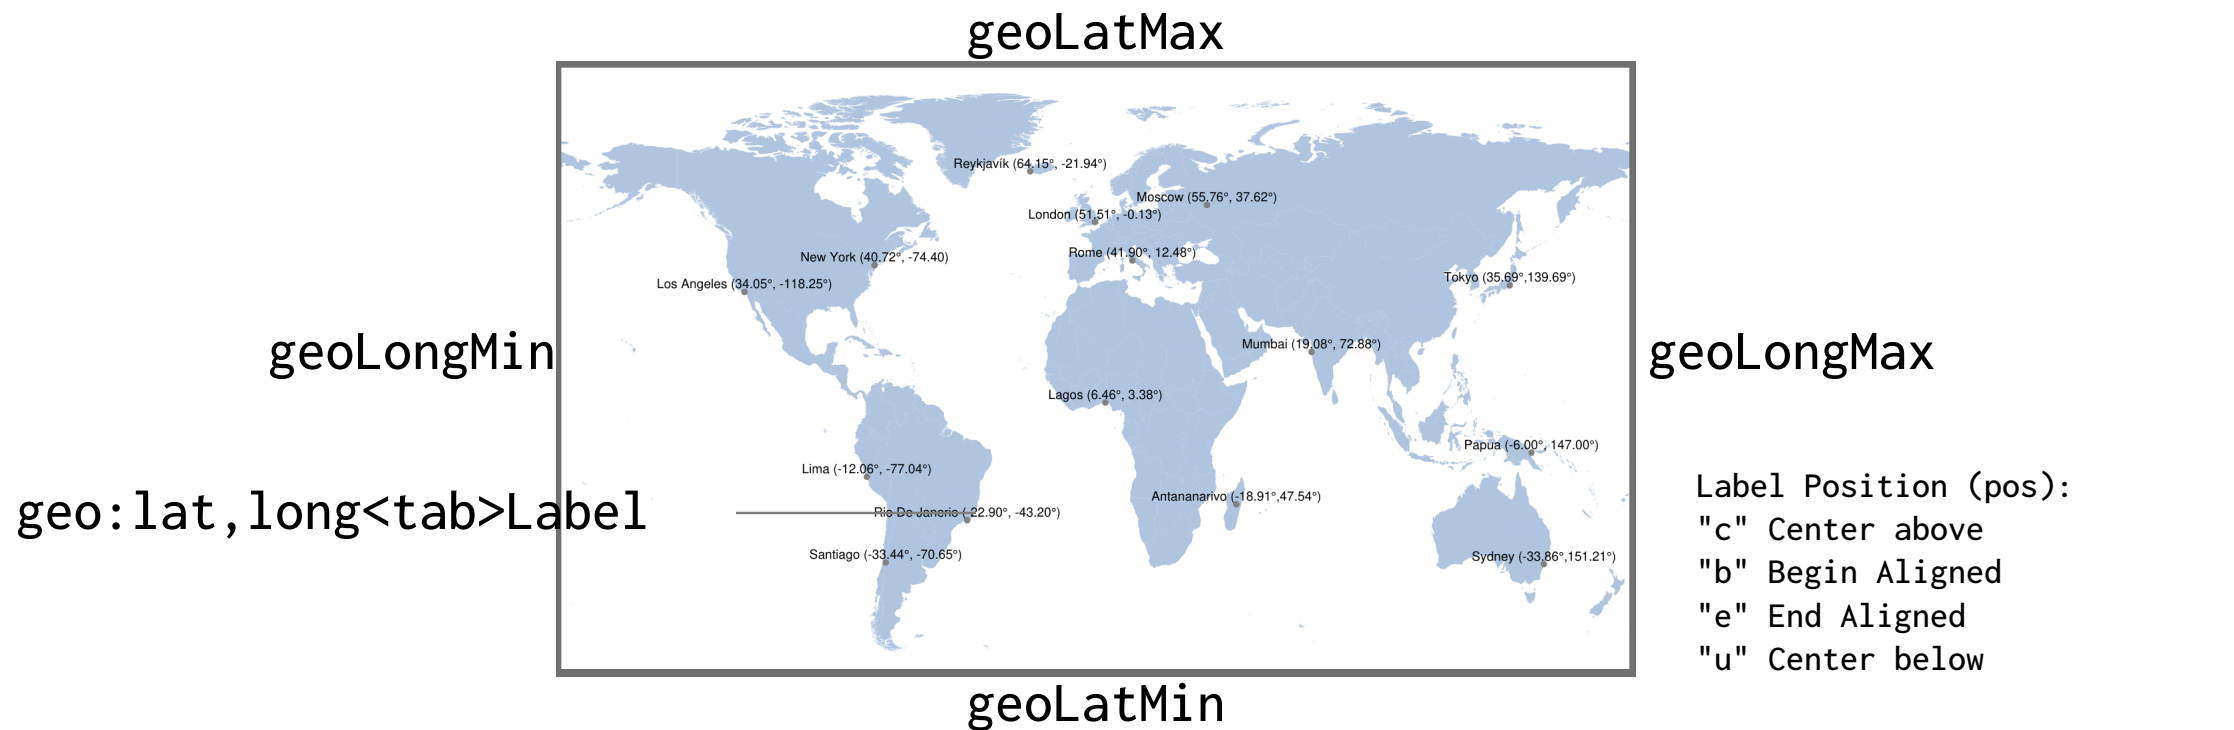 geoLatMax
Reykjavík (64.15°, -21.94°)
Moscow (55.76°, 37.62°)
London (51.51°, -0.13°)
Rome (41.90°, 12.48°)
New York (40.72°, -74.40)
Tokyo (35.69°,139.69°)
Los Angeles (34.05°, -118.25°)
geoLongMin
geoLongMax
Mumbai (19.08°, 72.88°)
Lagos (6.46°, 3.38°)
Papua (-6.00°, 147.00°)
Lima (-12.06°, -77.04°)
Antananarivo (-18.91°,47.54°)
geo:lat,long<tab>Label
Rio De Janerio (-22.90°, -43.20°)
Santiago (-33.44°, -70.65°)
Sydney (-33.86°,151.21°)
Label Position (pos):
"c" Center above
"b" Begin Aligned
"e" End Aligned
"u" Center below
geoLatMin